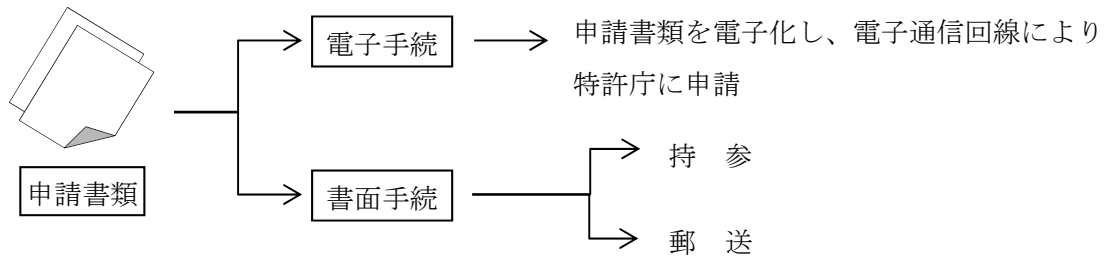 電子手続
申請書類を電子化し、電子通信回線により
特許庁に申請
申請書類
書面手続
持　参
郵　送